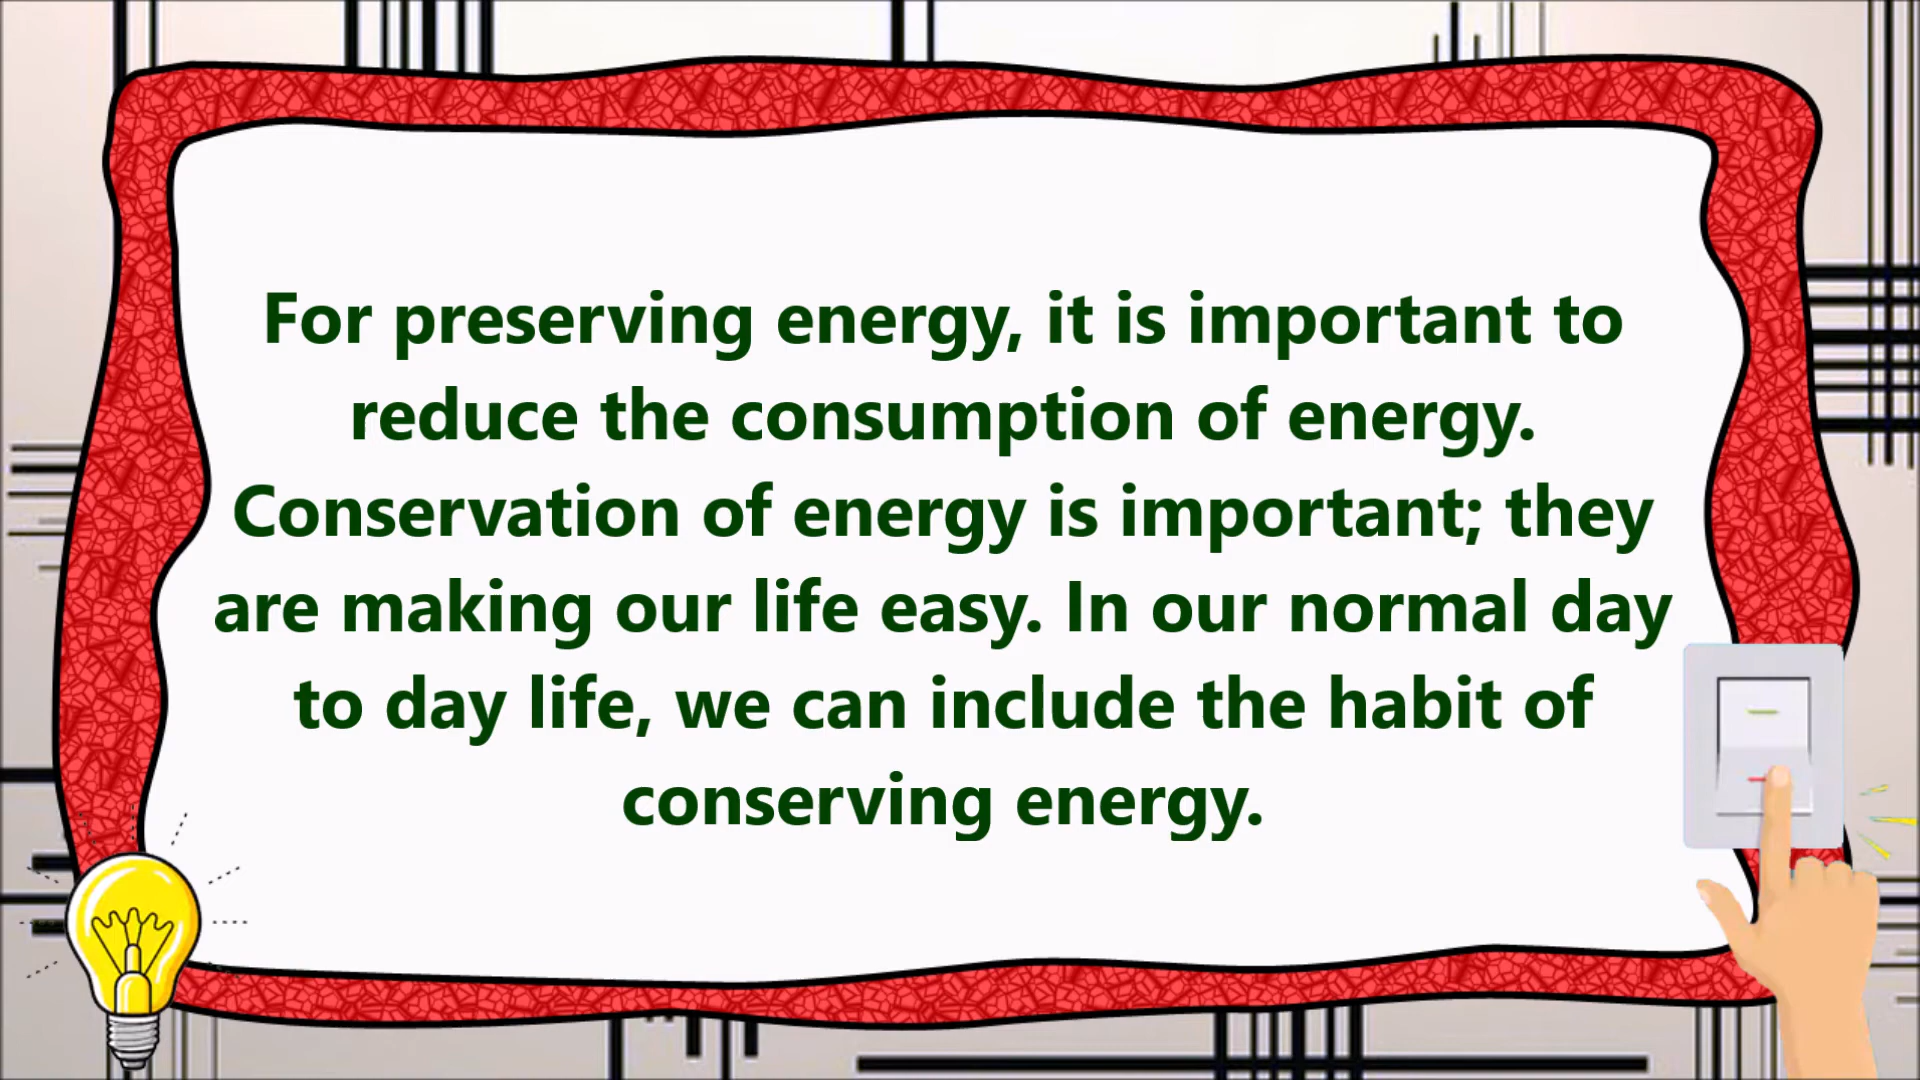 For preserving energy, it is important to
reduce the consumption of energy.
Conservation of energy is important; they
are making our life easy. In our normal day
to day life, we can include the habit of
conserving energy.